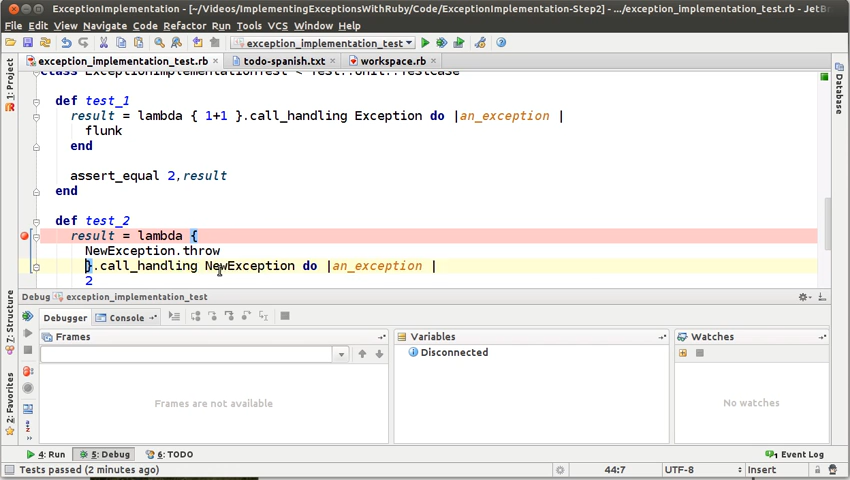 ExceptionImplementation - [~/Videos/ImplementingExceptionsWithRuby/Code/ExceptionImplementation-Step2] - .../exception_implementation_test.rb - JetBr
File Edit View Navigate Code Refactor Run Tools VCS Window Help
exception_implementation_test
exception_implementation_test.rb todo-spanish.txt workspace.rb
class ExceptionImplementationTest < Test::Unit::TestCase
def test_1
result = lambda { 1+1 }.call_handling Exception do |an_exception |
flunk
end
assert_equal 2,result
end
def test_2
result = lambda {
NewException.throw
}.call_handling NewException do |an_exception |
2
1: Project
7: Structure
2: Favorites
Database
Debug exception_implementation_test
Debugger Console
Frames Variables Watches
Disconnected
Frames are not available
No watches
4: Run 5: Debug 6: TODO 1 Event Log
Tests passed (2 minutes ago) 44:7 UTF-8 Insert